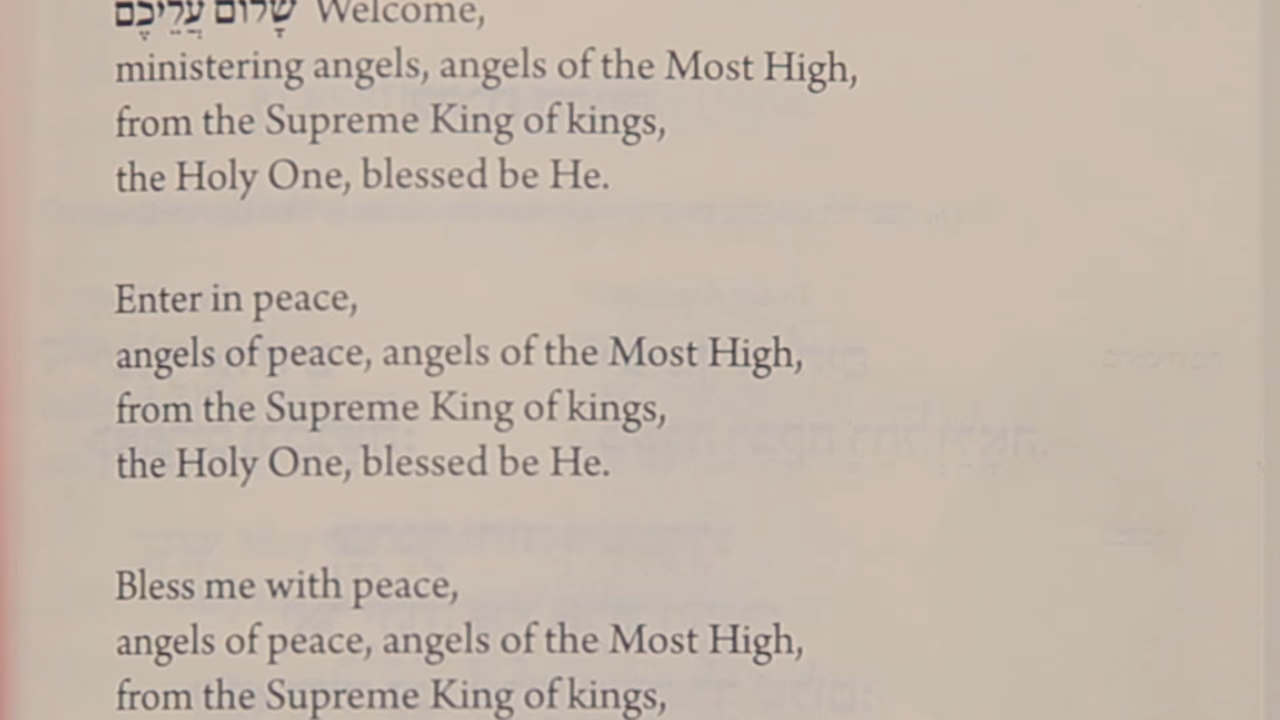 שָׁלוֹם עֲלֵיכֶם Welcome,
ministering angels, angels of the Most High,
from the Supreme King of kings,
the Holy One, blessed be He.
Enter in peace,
angels of peace, angels of the Most High,
from the Supreme King of kings,
the Holy One, blessed be He.
Bless me with peace,
angels of peace, angels of the Most High,
from the Supreme King of kings,